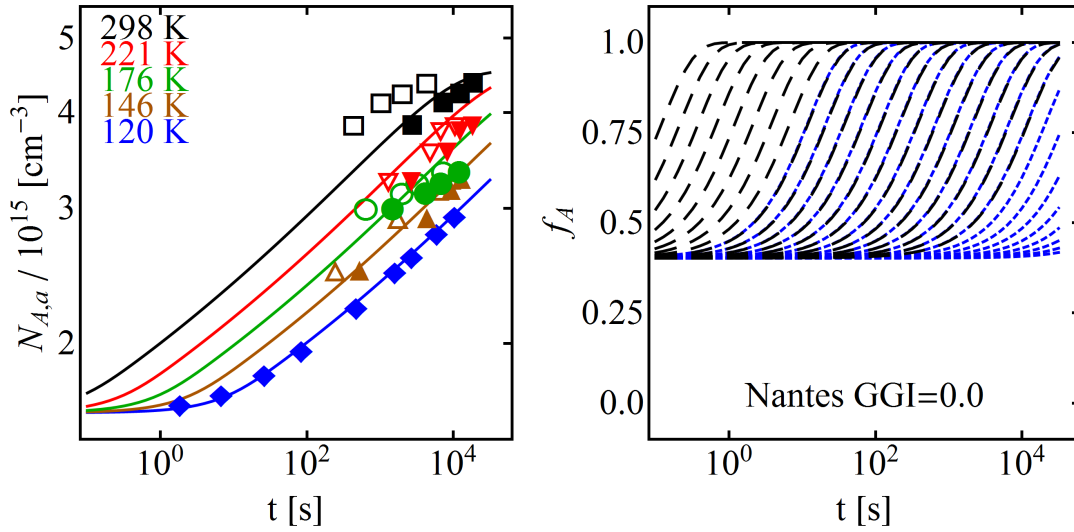 298 K
221 K
176 K
146 K
120 K
5
4
3
2
N_{A,a} / 10^{15} [cm^{−3}]
10^{0} 10^{2} 10^{4}
t [s]
1.0
0.75
0.5
0.25
0.0
f_A
Nantes GGI=0.0
10^{0} 10^{2} 10^{4}
t [s]